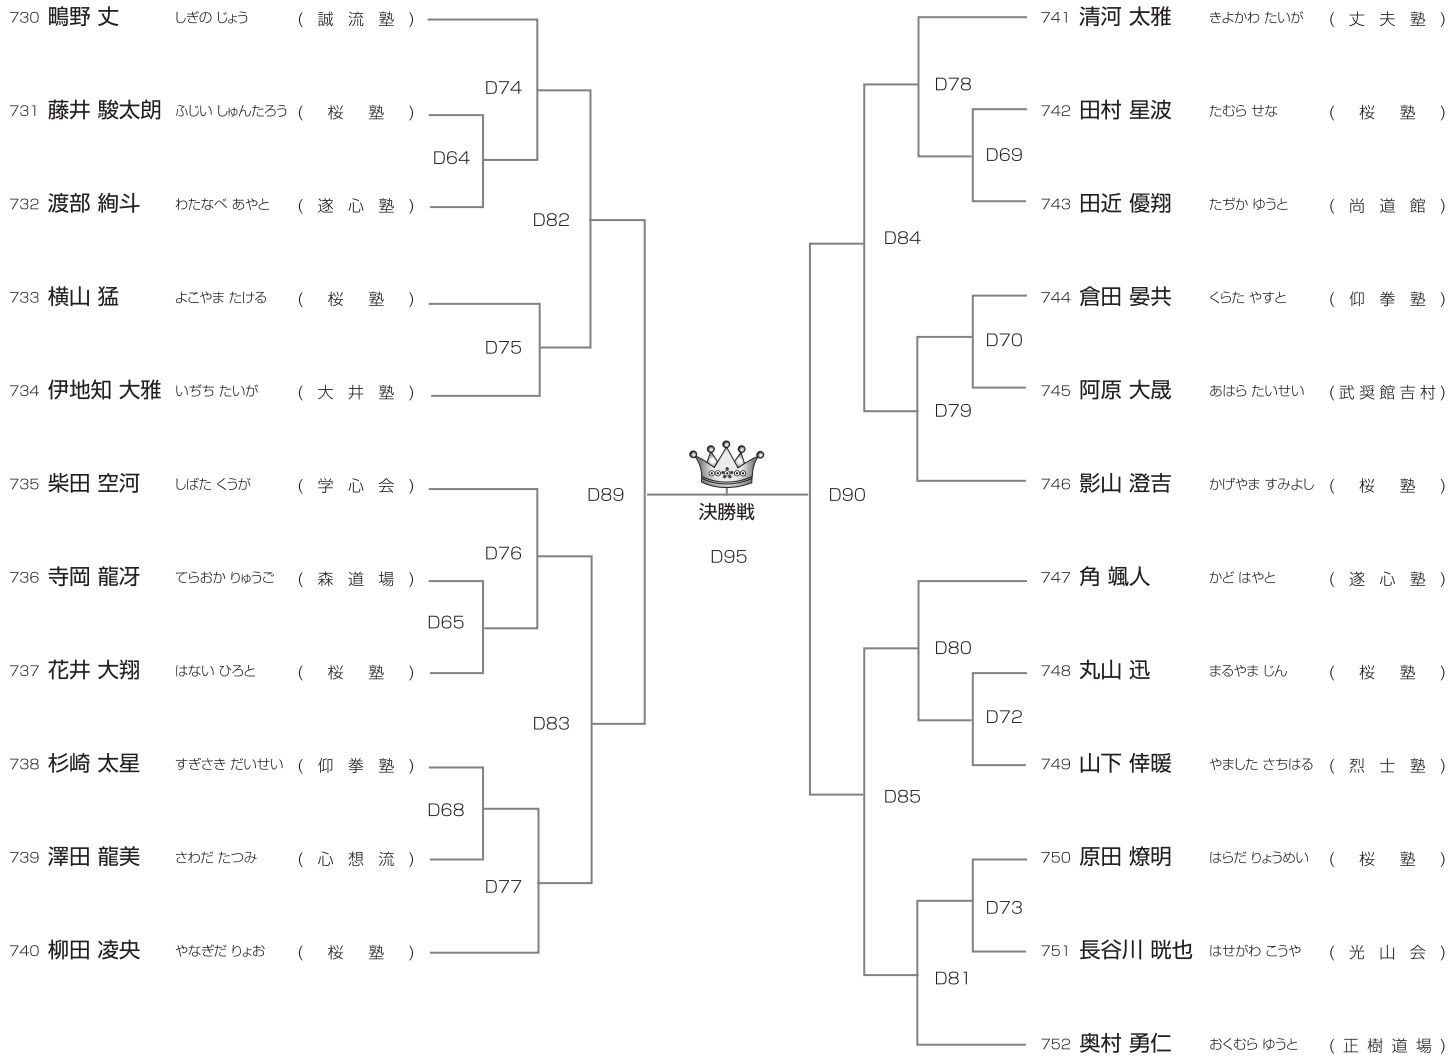 730 鴫野 丈 しぎの じょう ( 誠 流 塾 )
731 藤井 駿太朗 ふじい しゅんたろう ( 桜 塾 )
732 渡部 絢斗 わたなべ あやと ( 遂 心 塾 )
733 横山 猛 よこやま たける ( 桜 塾 )
734 伊地知 大雅 いぢち たいが ( 大 井 塾 )
735 柴田 空河 しばた くうが ( 学 心 会 )
736 寺岡 龍冴 てらおか りゅうご ( 森 道 場 )
737 花井 大翔 はない ひろと ( 桜 塾 )
738 杉崎 太星 すぎさき だいせい ( 仰 拳 塾 )
739 澤田 龍美 さわだ たつみ ( 心 想 流 )
740 柳田 凌央 やなぎだ りょお ( 桜 塾 )
D74
D64
D82
D75
D89
D76
D65
D83
D68
D77
決勝戦
D95
D78
D69
D84
D70
D79
D90
D80
D72
D85
D73
D81
741 清河 太雅 きよかわ たいが ( 丈 夫 塾 )
742 田村 星波 たむら せな ( 桜 塾 )
743 田近 優翔 たぢか ゆうと ( 尚 道 館 )
744 倉田 晏共 くらた やすと ( 仰 拳 塾 )
745 阿原 大晟 あはら たいせい (武奨館吉村)
746 影山 澄吉 かげやま すみよし ( 桜 塾 )
747 角 颯人 かど はやと ( 遂 心 塾 )
748 丸山 迅 まるやま じん ( 桜 塾 )
749 山下 倖暖 やました さちはる ( 烈 士 塾 )
750 原田 燎明 はらだ りょうめい ( 桜 塾 )
751 長谷川 晄也 はせがわ こうや ( 光 山 会 )
752 奥村 勇仁 おくむら ゆうと ( 正 樹 道 場 )